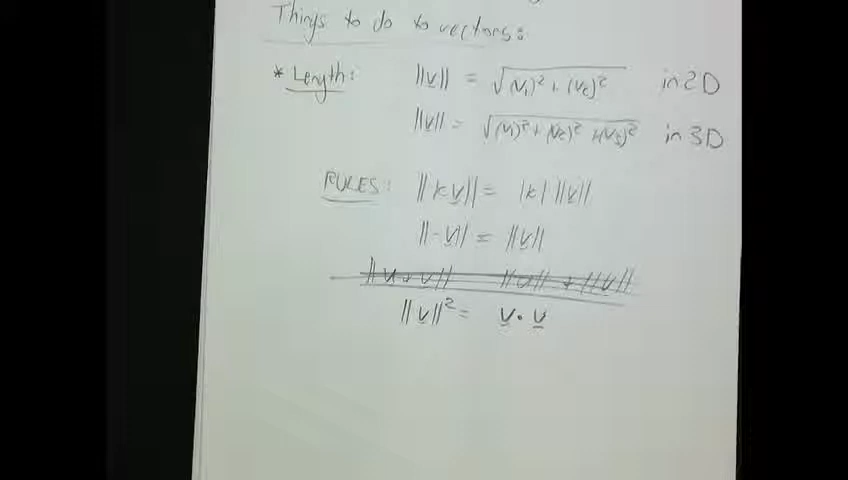 Things to do to vectors:
* Length: ||v|| = √(v₁)² + (v₂)² in 2D
||v|| = √(v₁)² + (v₂)² + (v₃)² in 3D
RULES: ||kv|| = |k| ||v||
||-v|| = ||v||
||u + v|| ||u|| + ||v||
||v||² = v · v